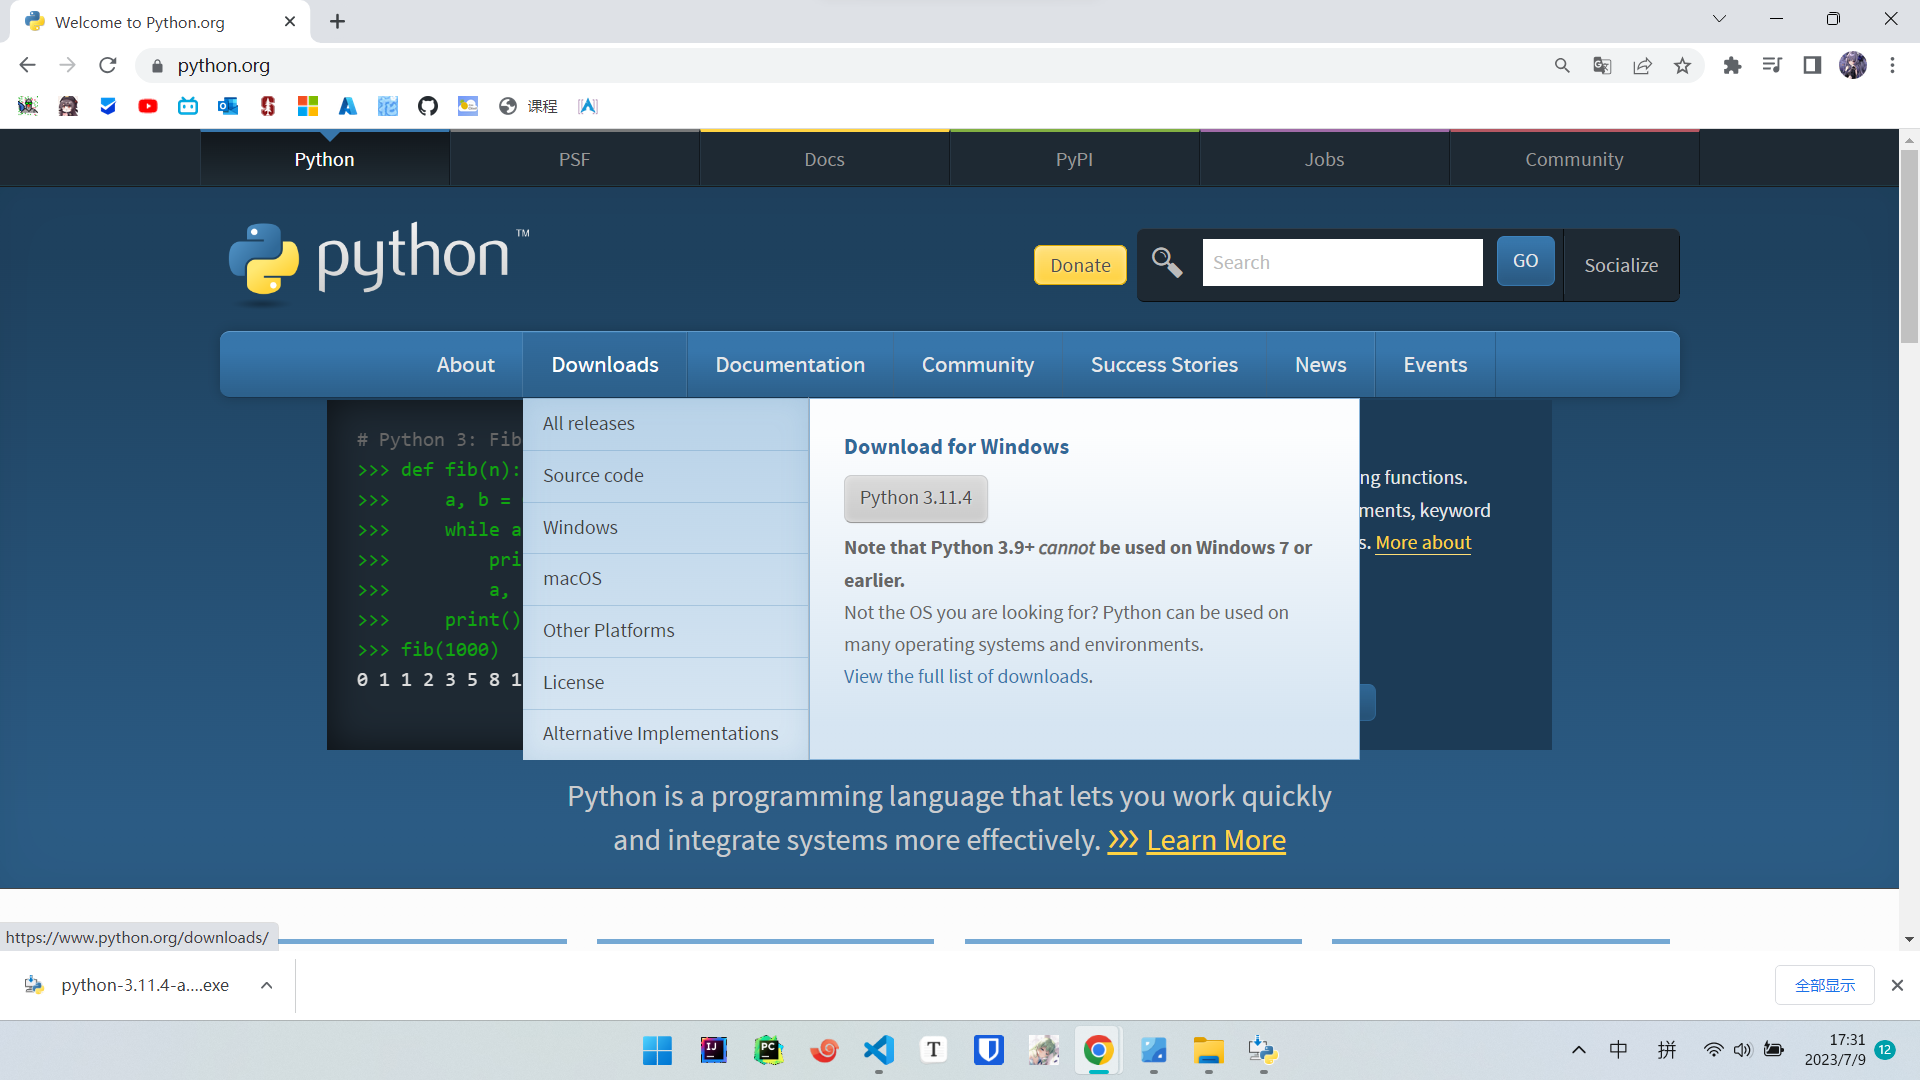 Welcome to Python.org
python.org
课程
Python
PSF
Docs
PyPI
Jobs
Community
python™
Donate
Search
GO
Socialize
About
Downloads
Documentation
Community
Success Stories
News
Events
# Python 3: Fib
>>> def fib(n):
>>>     a, b =
>>>     while a
>>>         pri
>>>         a,
>>>     print()
>>> fib(1000)
0 1 1 2 3 5 8 1
All releases
Source code
Windows
macOS
Other Platforms
License
Alternative Implementations
Download for Windows
Python 3.11.4
Note that Python 3.9+ cannot be used on Windows 7 or
earlier.
Not the OS you are looking for? Python can be used on
many operating systems and environments.
View the full list of downloads.
ng functions.
ments, keyword
s. More about
Python is a programming language that lets you work quickly
and integrate systems more effectively. >>> Learn More
https://www.python.org/downloads/
python-3.11.4-a....exe
全部显示
IJ
PC
T
中
拼
17:31
2023/7/9
12